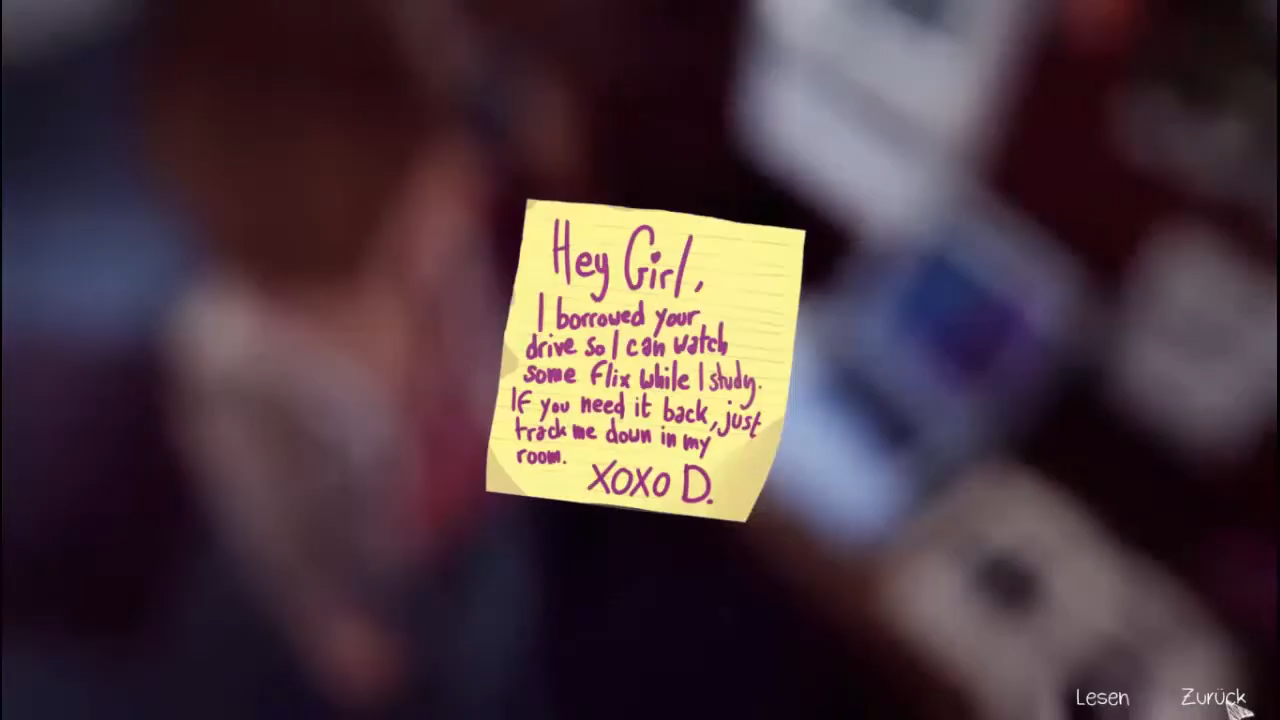 Hey Girl,
I borrowed your
drive so I can watch
some flix while I study.
If you need it back, just
track me down in my
room.
XOXO D.
Lesen Zurück